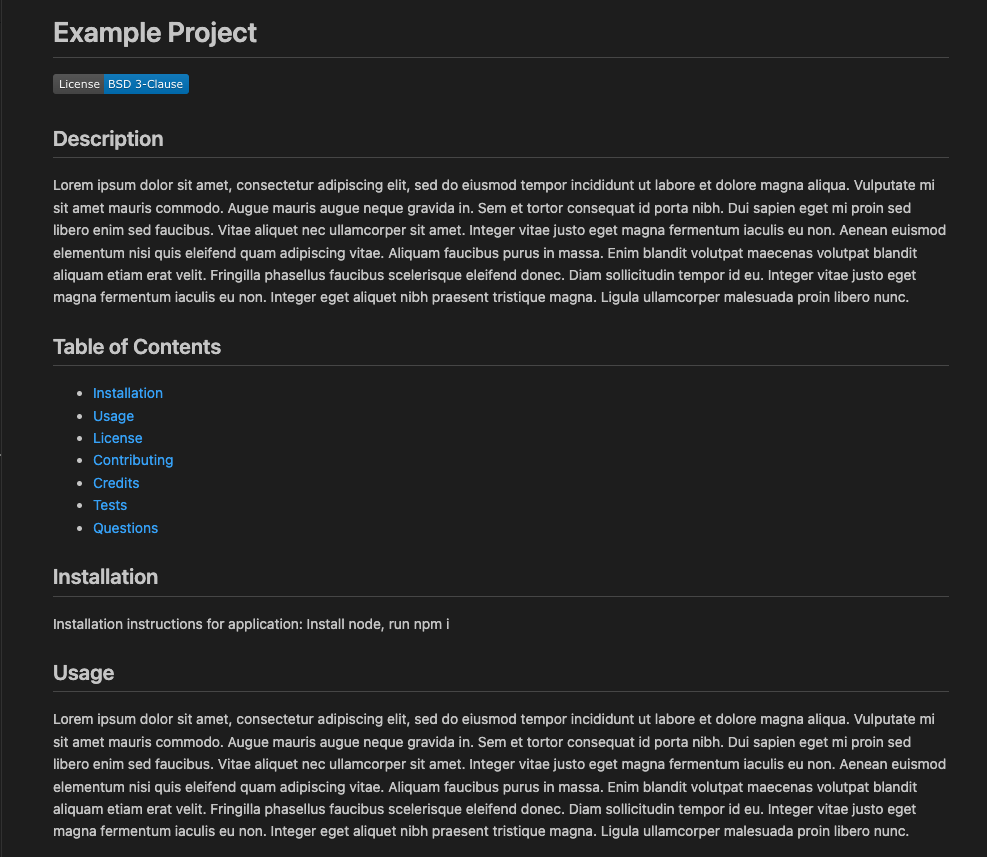 Example Project
License BSD 3-Clause
Description
Lorem ipsum dolor sit amet, consectetur adipiscing elit, sed do eiusmod tempor incididunt ut labore et dolore magna aliqua. Vulputate mi
sit amet mauris commodo. Augue mauris augue neque gravida in. Sem et tortor consequat id porta nibh. Dui sapien eget mi proin sed
libero enim sed faucibus. Vitae aliquet nec ullamcorper sit amet. Integer vitae justo eget magna fermentum iaculis eu non. Aenean euismod
elementum nisi quis eleifend quam adipiscing vitae. Aliquam faucibus purus in massa. Enim blandit volutpat maecenas volutpat blandit
aliquam etiam erat velit. Fringilla phasellus faucibus scelerisque eleifend donec. Diam sollicitudin tempor id eu. Integer vitae justo eget
magna fermentum iaculis eu non. Integer eget aliquet nibh praesent tristique magna. Ligula ullamcorper malesuada proin libero nunc.
Table of Contents
• Installation
• Usage
• License
• Contributing
• Credits
• Tests
• Questions
Installation
Installation instructions for application: Install node, run npm i
Usage
Lorem ipsum dolor sit amet, consectetur adipiscing elit, sed do eiusmod tempor incididunt ut labore et dolore magna aliqua. Vulputate mi
sit amet mauris commodo. Augue mauris augue neque gravida in. Sem et tortor consequat id porta nibh. Dui sapien eget mi proin sed
libero enim sed faucibus. Vitae aliquet nec ullamcorper sit amet. Integer vitae justo eget magna fermentum iaculis eu non. Aenean euismod
elementum nisi quis eleifend quam adipiscing vitae. Aliquam faucibus purus in massa. Enim blandit volutpat maecenas volutpat blandit
aliquam etiam erat velit. Fringilla phasellus faucibus scelerisque eleifend donec. Diam sollicitudin tempor id eu. Integer vitae justo eget
magna fermentum iaculis eu non. Integer eget aliquet nibh praesent tristique magna. Ligula ullamcorper malesuada proin libero nunc.